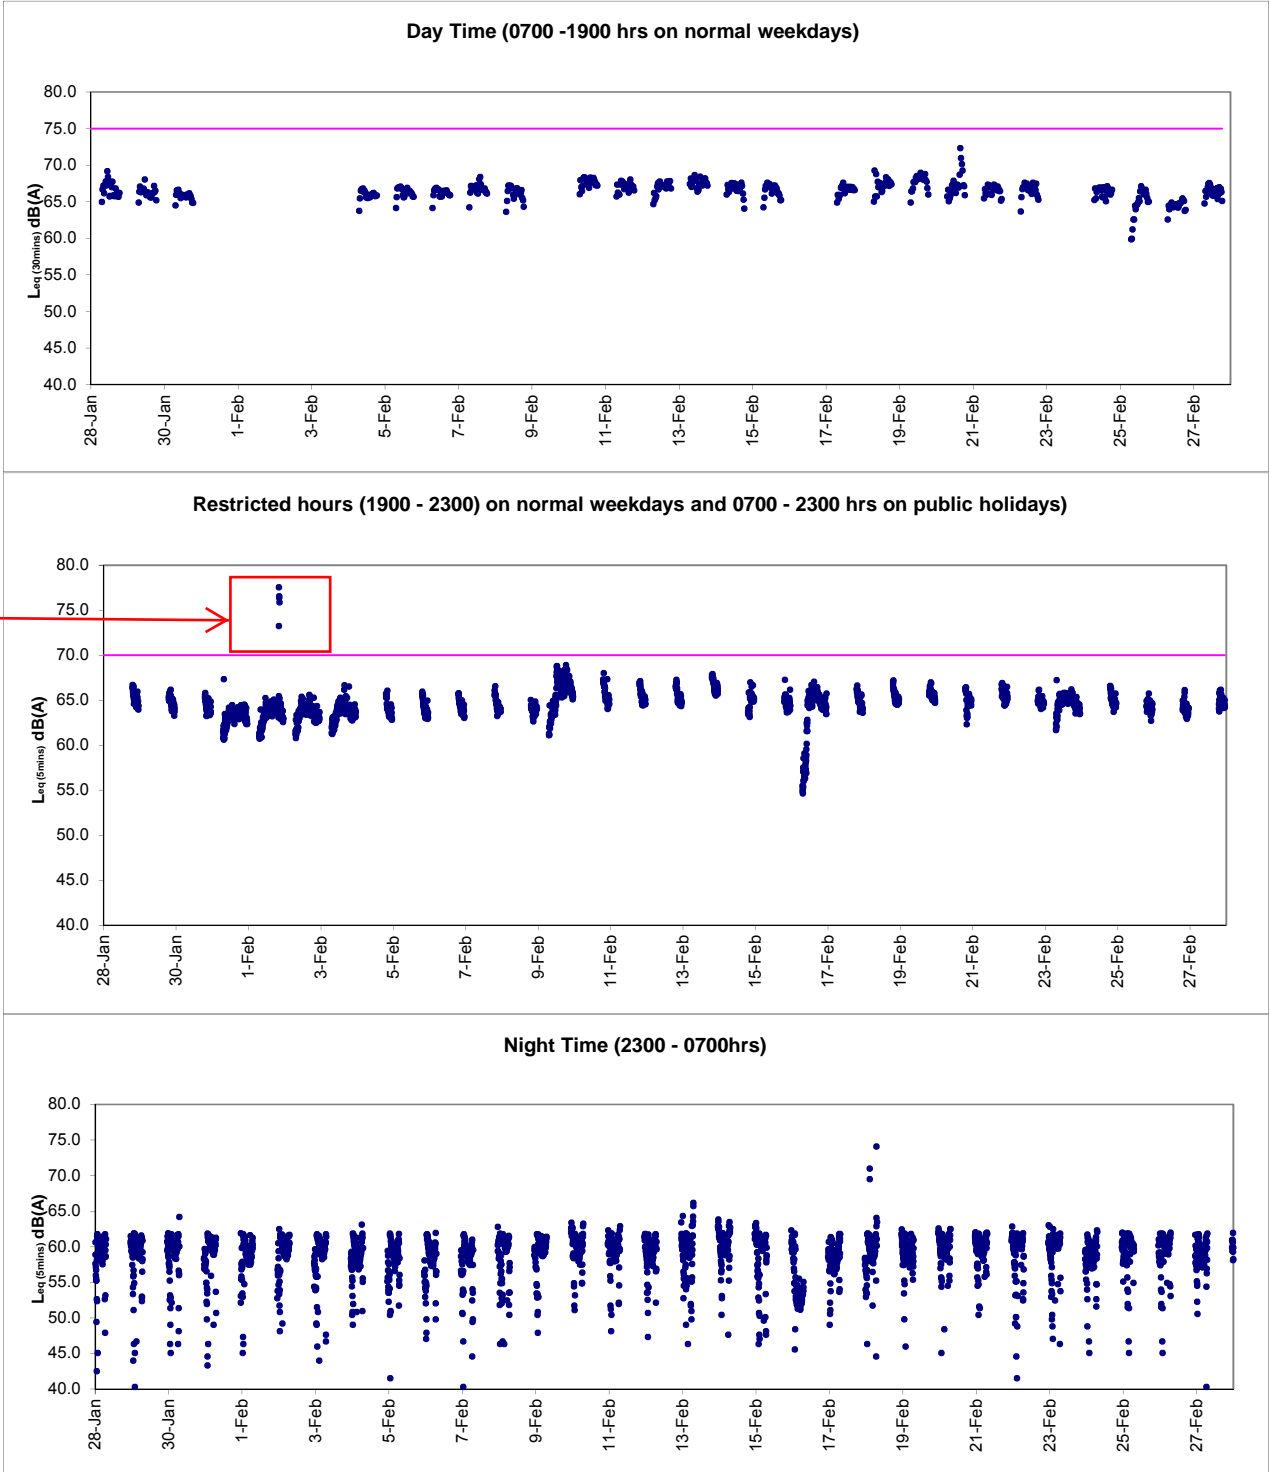 Day Time (0700 -1900 hrs on normal weekdays)
80.0
75.0
70.0
65.0
60.0
55.0
50.0
45.0
40.0
Leq (30mins) dB(A)
28-Jan
30-Jan
1-Feb
3-Feb
5-Feb
7-Feb
9-Feb
11-Feb
13-Feb
15-Feb
17-Feb
19-Feb
21-Feb
23-Feb
25-Feb
27-Feb
Restricted hours (1900 - 2300) on normal weekdays and 0700 - 2300 hrs on public holidays)
80.0
75.0
70.0
65.0
60.0
55.0
50.0
45.0
40.0
Leq (5mins) dB(A)
28-Jan
30-Jan
1-Feb
3-Feb
5-Feb
7-Feb
9-Feb
11-Feb
13-Feb
15-Feb
17-Feb
19-Feb
21-Feb
23-Feb
25-Feb
27-Feb
Night Time (2300 - 0700hrs)
80.0
75.0
70.0
65.0
60.0
55.0
50.0
45.0
40.0
Leq (5mins) dB(A)
28-Jan
30-Jan
1-Feb
3-Feb
5-Feb
7-Feb
9-Feb
11-Feb
13-Feb
15-Feb
17-Feb
19-Feb
21-Feb
23-Feb
25-Feb
27-Feb